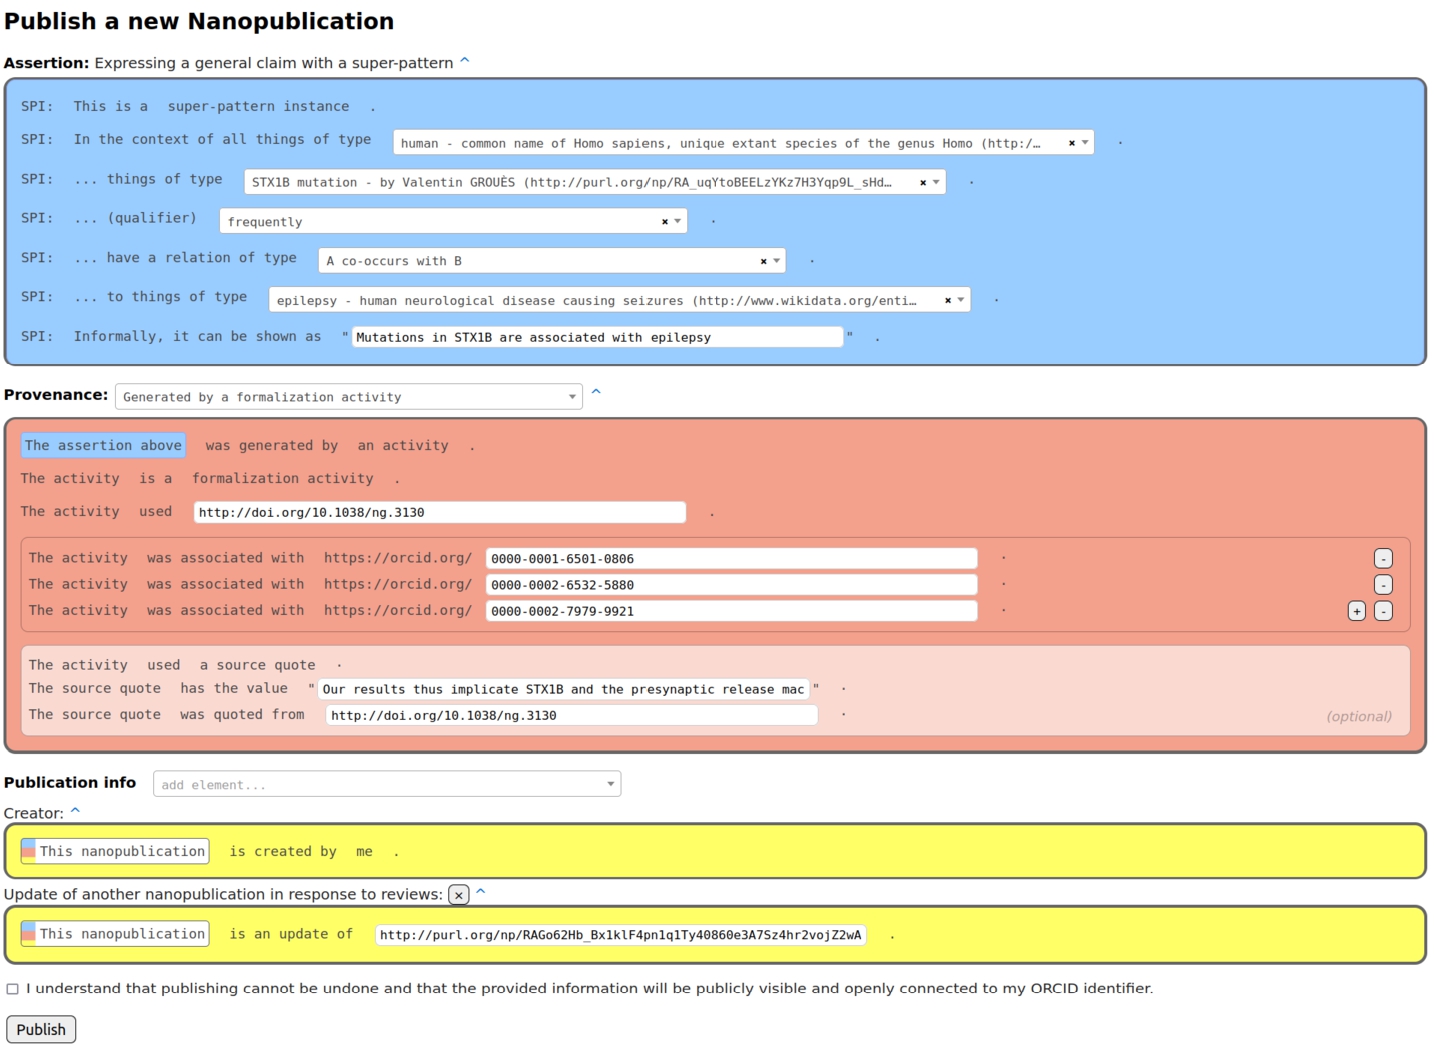 Publish a new Nanopublication
Assertion: Expressing a general claim with a super-pattern ^
SPI: This is a super-pattern instance .
SPI: In the context of all things of type human - common name of Homo sapiens, unique extant species of the genus Homo (http:/… × .
SPI: ... things of type STX1B mutation - by Valentin GROUÈS (http://purl.org/np/RA_uqYtoBEELzYKz7H3Yqp9L_sHd… × .
SPI: ... (qualifier) frequently × .
SPI: ... have a relation of type A co-occurs with B × .
SPI: ... to things of type epilepsy - human neurological disease causing seizures (http://www.wikidata.org/enti… × .
SPI: Informally, it can be shown as "Mutations in STX1B are associated with epilepsy" .
Provenance: Generated by a formalization activity ^
The assertion above was generated by an activity .
The activity is a formalization activity .
The activity used http://doi.org/10.1038/ng.3130 .
The activity was associated with https://orcid.org/ 0000-0001-6501-0806 . -
The activity was associated with https://orcid.org/ 0000-0002-6532-5880 . -
The activity was associated with https://orcid.org/ 0000-0002-7979-9921 . + -
The activity used a source quote .
The source quote has the value "Our results thus implicate STX1B and the presynaptic release mac" .
The source quote was quoted from http://doi.org/10.1038/ng.3130 . (optional)
Publication info add element...
Creator: ^
This nanopublication is created by me .
Update of another nanopublication in response to reviews: × ^
This nanopublication is an update of http://purl.org/np/RAGo62Hb_Bx1klF4pn1q1Ty40860e3A7Sz4hr2vojZ2wA .
I understand that publishing cannot be undone and that the provided information will be publicly visible and openly connected to my ORCID identifier.
Publish